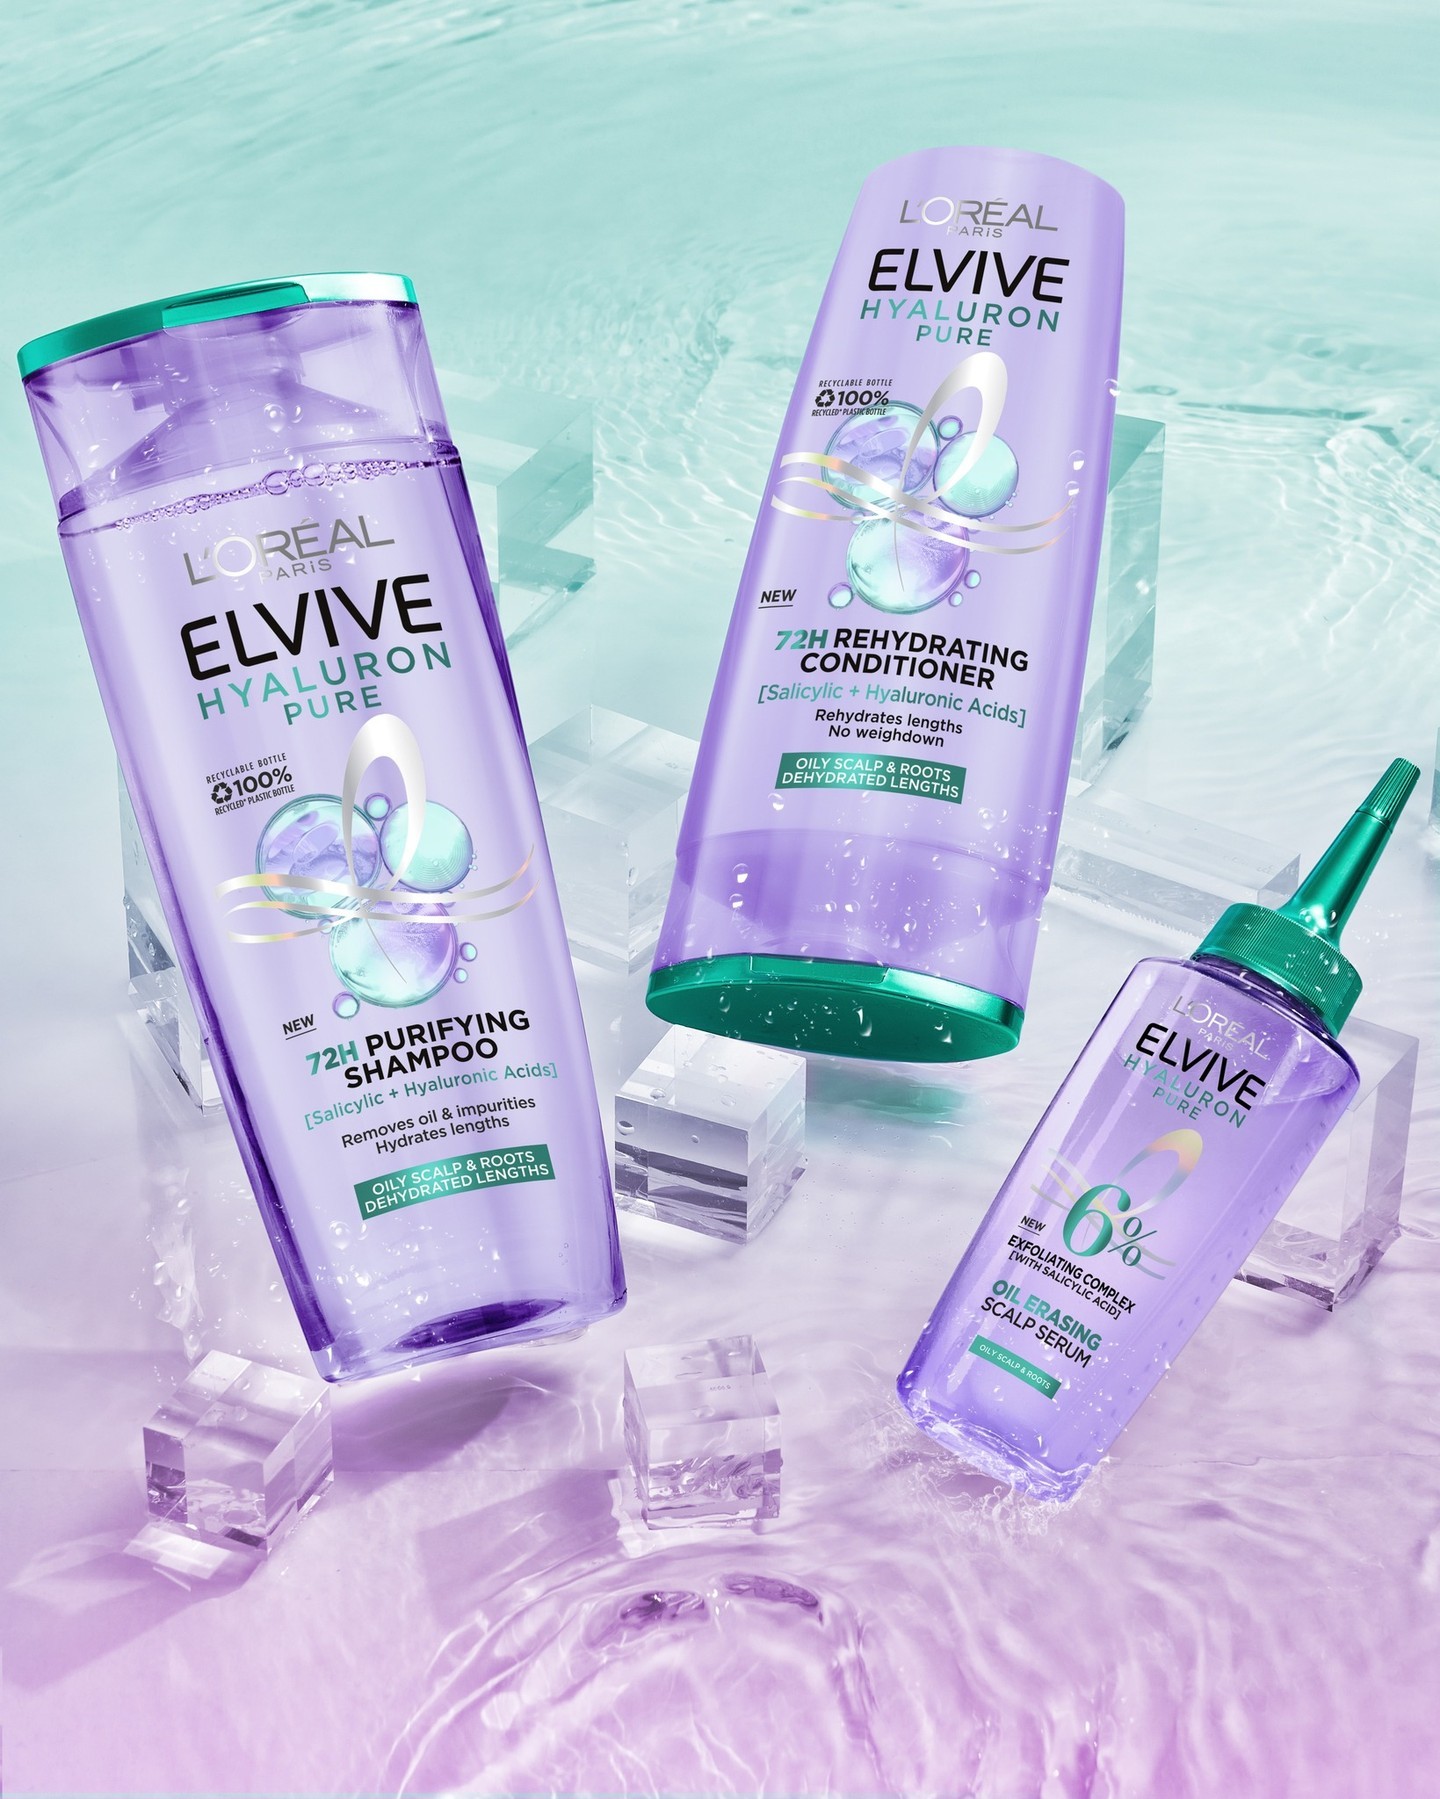 L'ORÉAL
PARIS
ELVIVE
HYALURON
PURE
RECYCLABLE BOTTLE
100%
RECYCLED* PLASTIC BOTTLE
NEW
72H PURIFYING
SHAMPOO
[Salicylic + Hyaluronic Acids]
Removes oil & impurities
Hydrates lengths
OILY SCALP & ROOTS
DEHYDRATED LENGTHS
L'ORÉAL
PARIS
ELVIVE
HYALURON
PURE
RECYCLABLE BOTTLE
100%
RECYCLED* PLASTIC BOTTLE
NEW
72H REHYDRATING
CONDITIONER
[Salicylic + Hyaluronic Acids]
Rehydrates lengths
No weighdown
OILY SCALP & ROOTS
DEHYDRATED LENGTHS
L'ORÉAL
PARIS
ELVIVE
HYALURON
PURE
6%
NEW
EXFOLIATING COMPLEX
[WITH SALICYLIC ACID]
OIL ERASING
SCALP SERUM
OILY SCALP & ROOTS